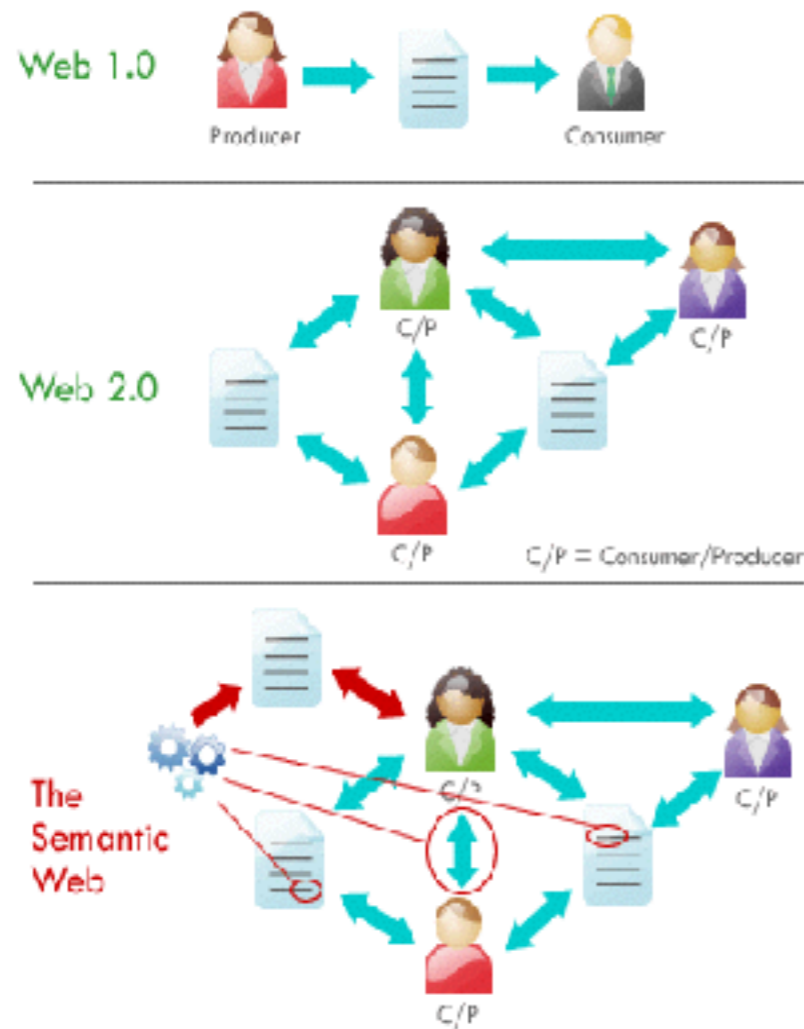 Web 1.0
Producer
Consumer
C/P
C/P
Web 2.0
C/P
C/P = Consumer/Producer
C/P
C/P
The
Semantic
Web
C/P